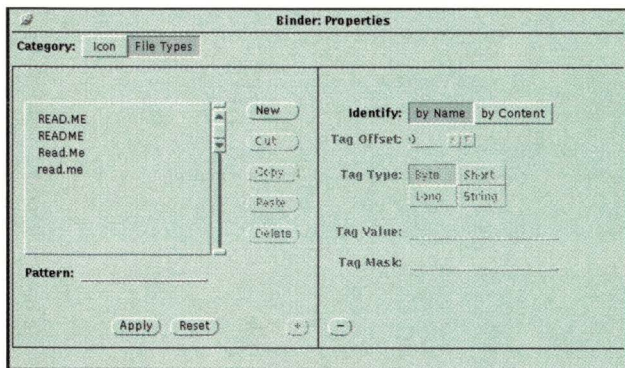 Binder: Properties
Category: Icon File Types
READ.ME
README
Read.Me
read.me
New
Cut
Copy
Paste
Delete
Pattern:
Apply Reset +
Identify: by Name by Content
Tag Offset: 0
Tag Type: Byte Short
Long String
Tag Value:
Tag Mask:
−